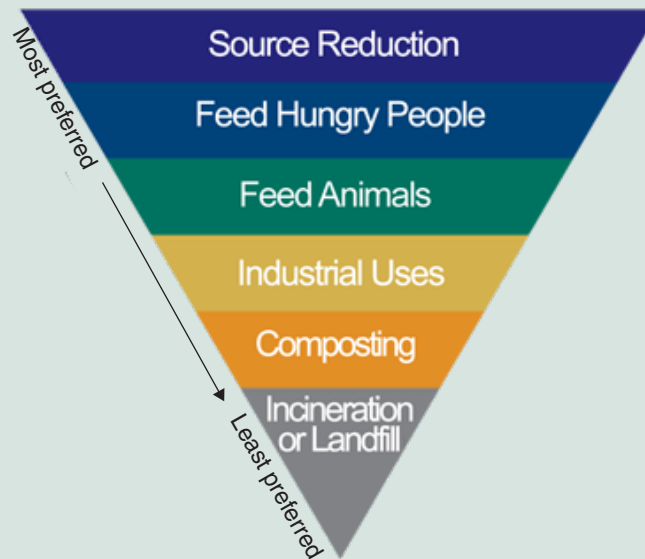 Most preferred
Source Reduction
Feed Hungry People
Feed Animals
Industrial Uses
Composting
Incineration
or Landfill
Least preferred